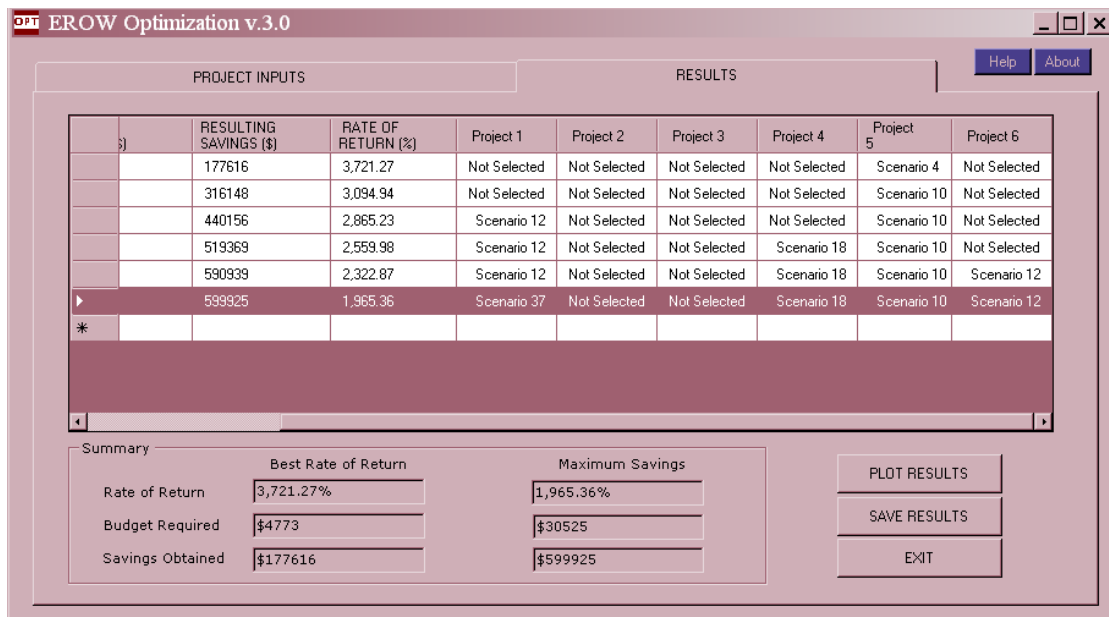 OPT EROW Optimization v.3.0
Help About
PROJECT INPUTS RESULTS
$) RESULTING SAVINGS ($) RATE OF RETURN (%) Project 1 Project 2 Project 3 Project 4 Project 5 Project 6
177616 3,721.27 Not Selected Not Selected Not Selected Not Selected Scenario 4 Not Selected
316148 3,094.94 Not Selected Not Selected Not Selected Not Selected Scenario 10 Not Selected
440156 2,865.23 Scenario 12 Not Selected Not Selected Not Selected Scenario 10 Not Selected
519369 2,559.98 Scenario 12 Not Selected Not Selected Scenario 18 Scenario 10 Not Selected
590939 2,322.87 Scenario 12 Not Selected Not Selected Scenario 18 Scenario 10 Scenario 12
599925 1,965.36 Scenario 37 Not Selected Not Selected Scenario 18 Scenario 10 Scenario 12
*
Summary
Best Rate of Return Maximum Savings
Rate of Return 3,721.27% 1,965.36%
Budget Required $4773 $30525
Savings Obtained $177616 $599925
PLOT RESULTS
SAVE RESULTS
EXIT